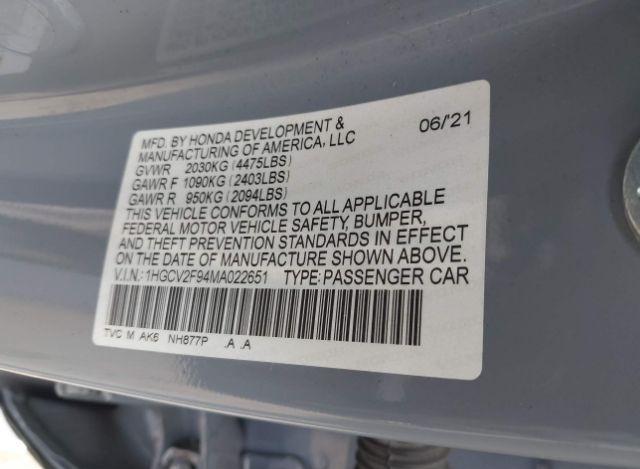 MFD. BY HONDA DEVELOPMENT & 06/'21
MANUFACTURING OF AMERICA, LLC
GVWR 2030KG (4475LBS)
GAWR F 1090KG (2403LBS)
GAWR R 950KG (2094LBS)
THIS VEHICLE CONFORMS TO ALL APPLICABLE
FEDERAL MOTOR VEHICLE SAFETY, BUMPER,
AND THEFT PREVENTION STANDARDS IN EFFECT
ON THE DATE OF MANUFACTURE SHOWN ABOVE.
V.I.N.: 1HGCV2F94MA022651 TYPE: PASSENGER CAR
TVC M AK6 NH877P .A .A